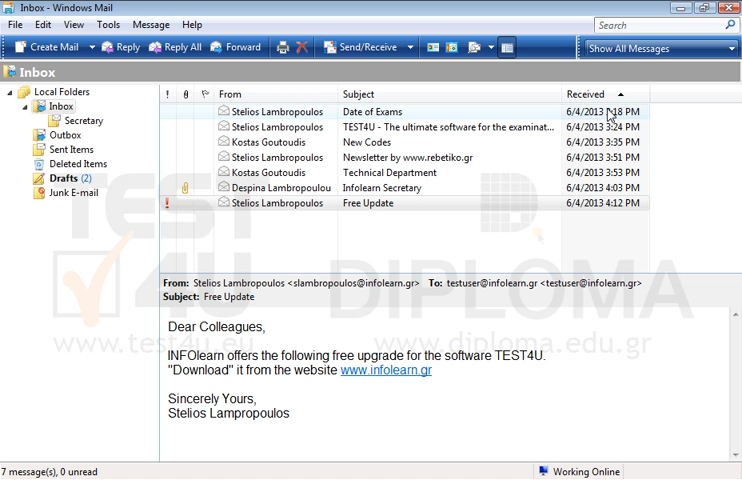 Inbox - Windows Mail
File Edit View Tools Message Help
Search
Create Mail Reply Reply All Forward Send/Receive Show All Messages
Inbox
Local Folders
Inbox
Secretary
Outbox
Sent Items
Deleted Items
Drafts (2)
Junk E-mail
! From Subject Received
Stelios Lambropoulos Date of Exams 6/4/2013 :18 PM
Stelios Lambropoulos TEST4U - The ultimate software for the examinat... 6/4/2013 3:24 PM
Kostas Goutoudis New Codes 6/4/2013 3:35 PM
Stelios Lambropoulos Newsletter by www.rebetiko.gr 6/4/2013 3:51 PM
Kostas Goutoudis Technical Department 6/4/2013 3:53 PM
Despina Lambropoulou Infolearn Secretary 6/4/2013 4:03 PM
! Stelios Lambropoulos Free Update 6/4/2013 4:12 PM
TEST 4U D DIPLOMA
www.test4u.eu www.diploma.edu.gr
From: Stelios Lambropoulos <slambropoulos@infolearn.gr> To: testuser@infolearn.gr <testuser@infolearn.gr>
Subject: Free Update
Dear Colleagues,
INFOlearn offers the following free upgrade for the software TEST4U.
"Download" it from the website www.infolearn.gr
Sincerely Yours,
Stelios Lampropoulos
7 message(s), 0 unread Working Online